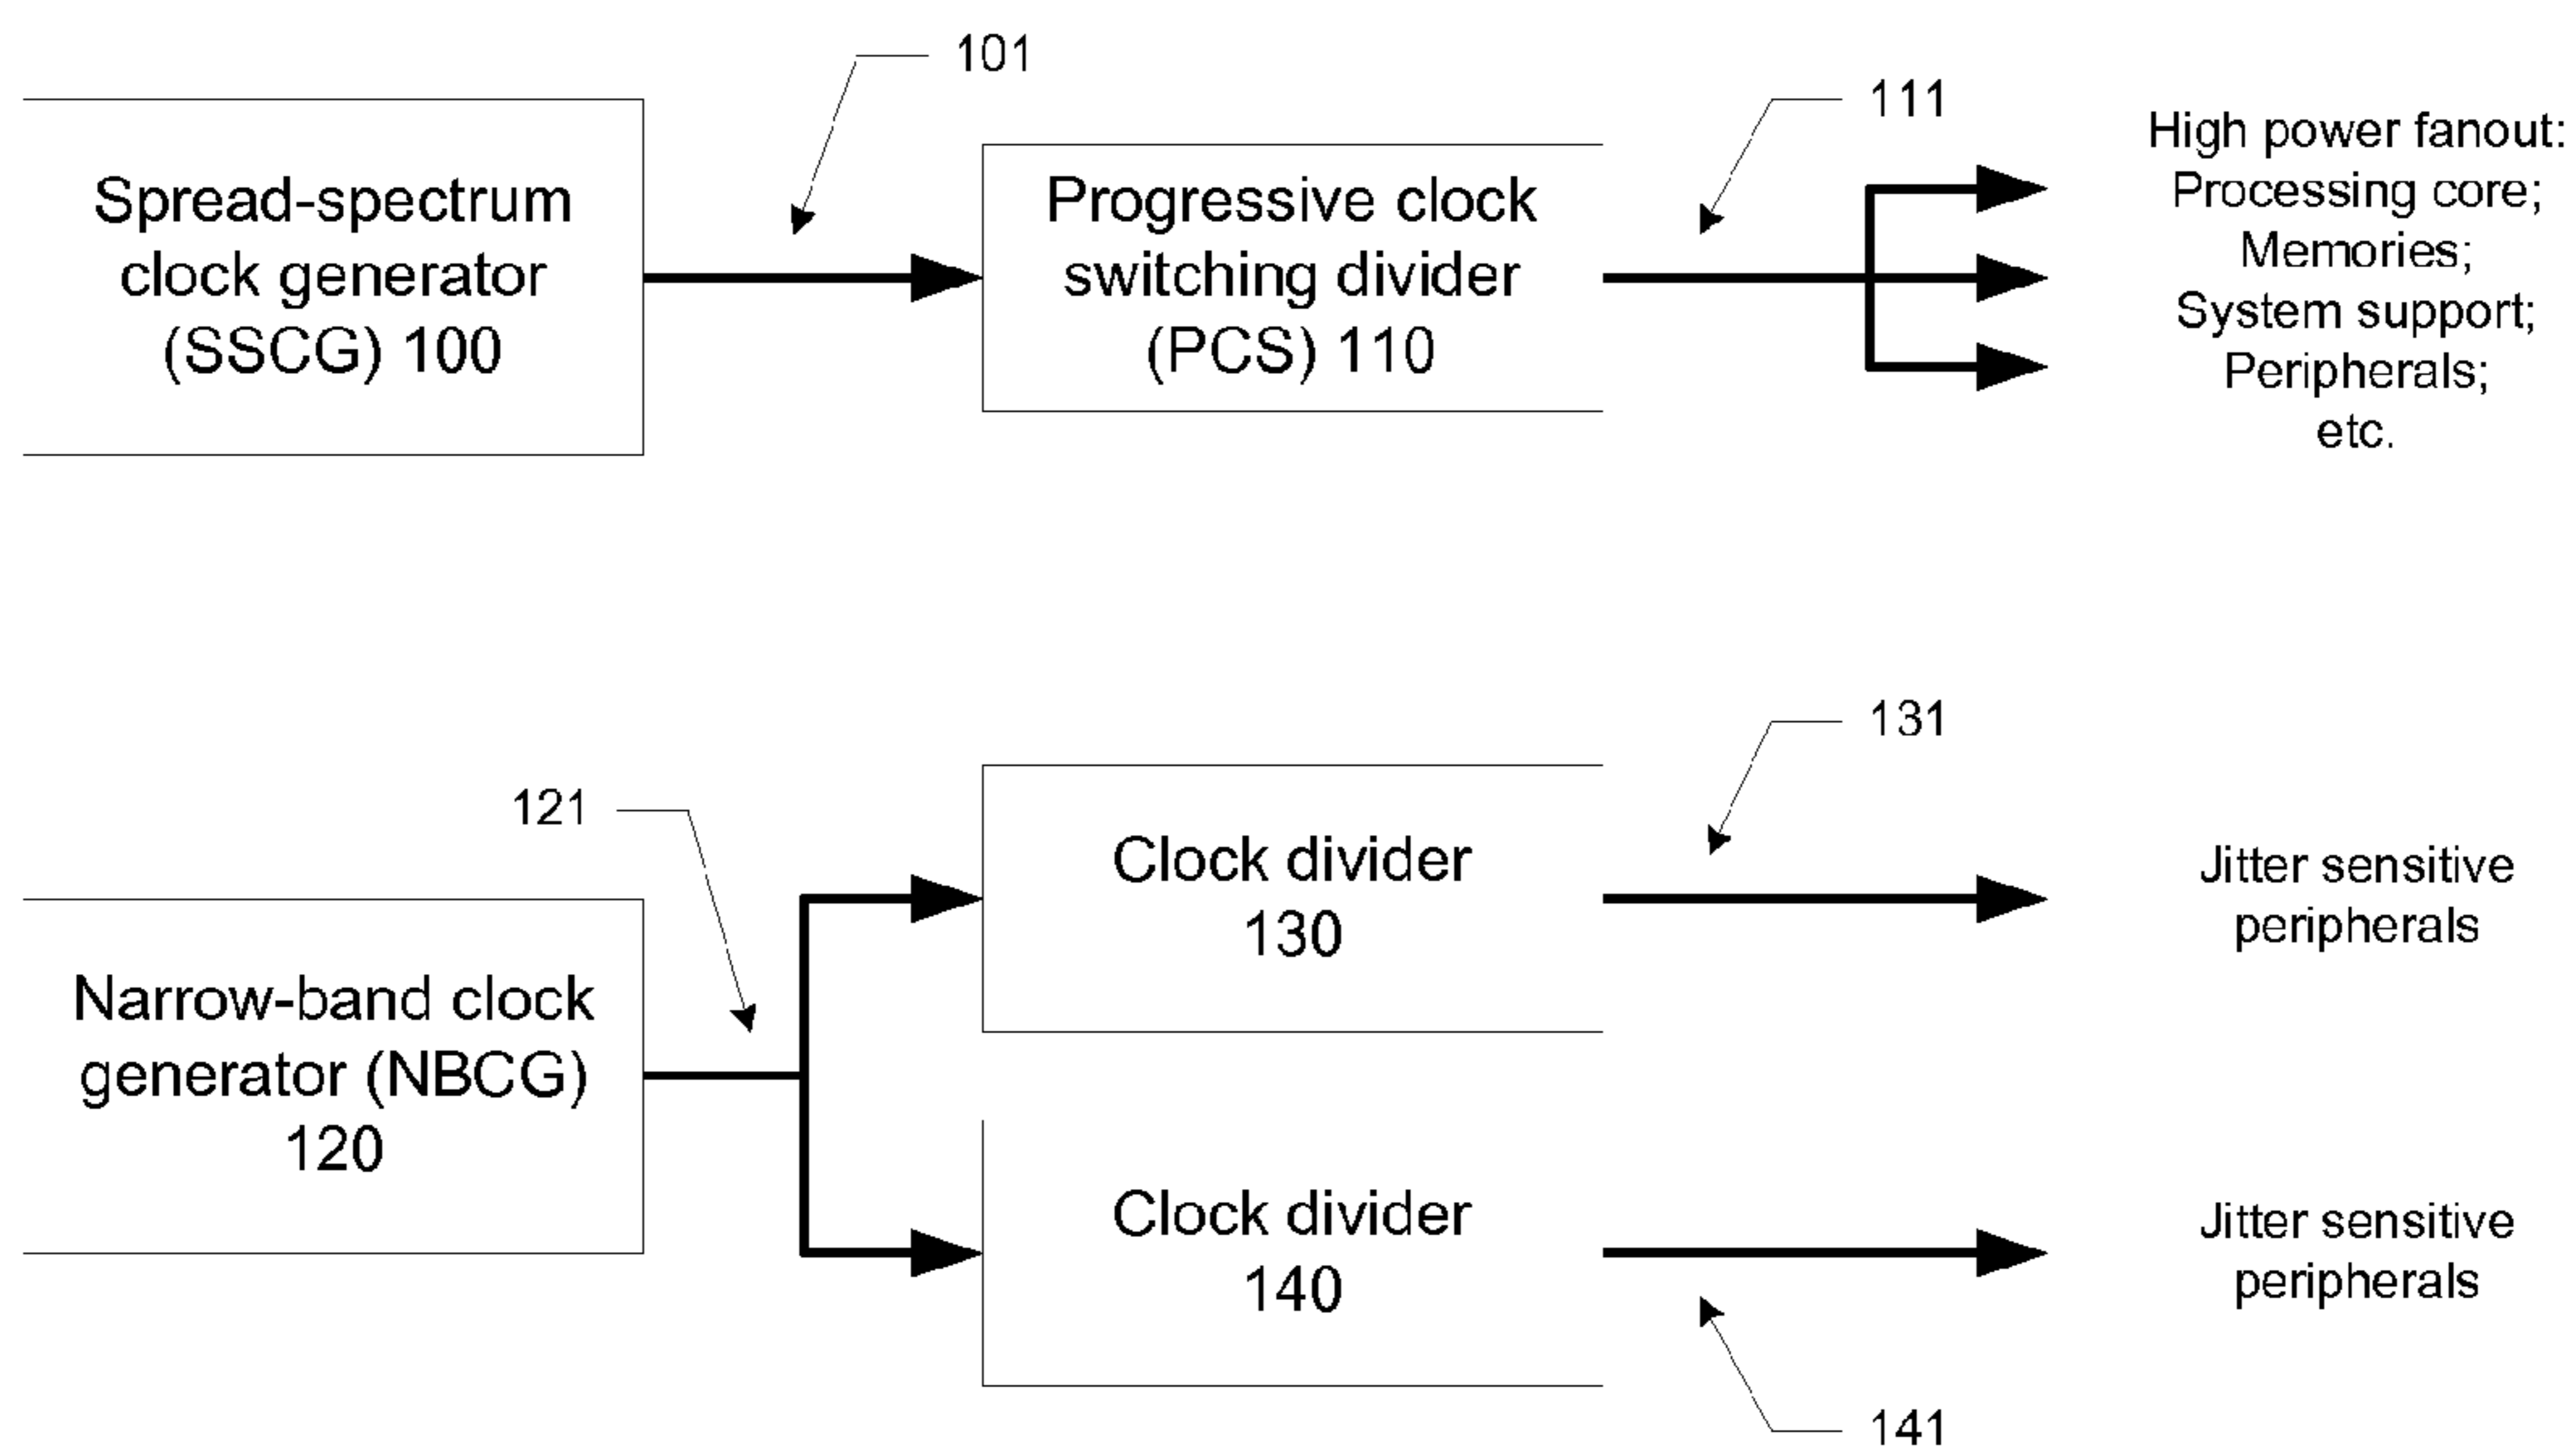 101
111
Spread-spectrum
clock generator
(SSCG) 100
Progressive clock
switching divider
(PCS) 110
High power fanout:
Processing core;
Memories;
System support;
Peripherals;
etc.
131
121
Clock divider
130
Jitter sensitive
peripherals
Narrow-band clock
generator (NBCG)
120
Clock divider
140
Jitter sensitive
peripherals
141